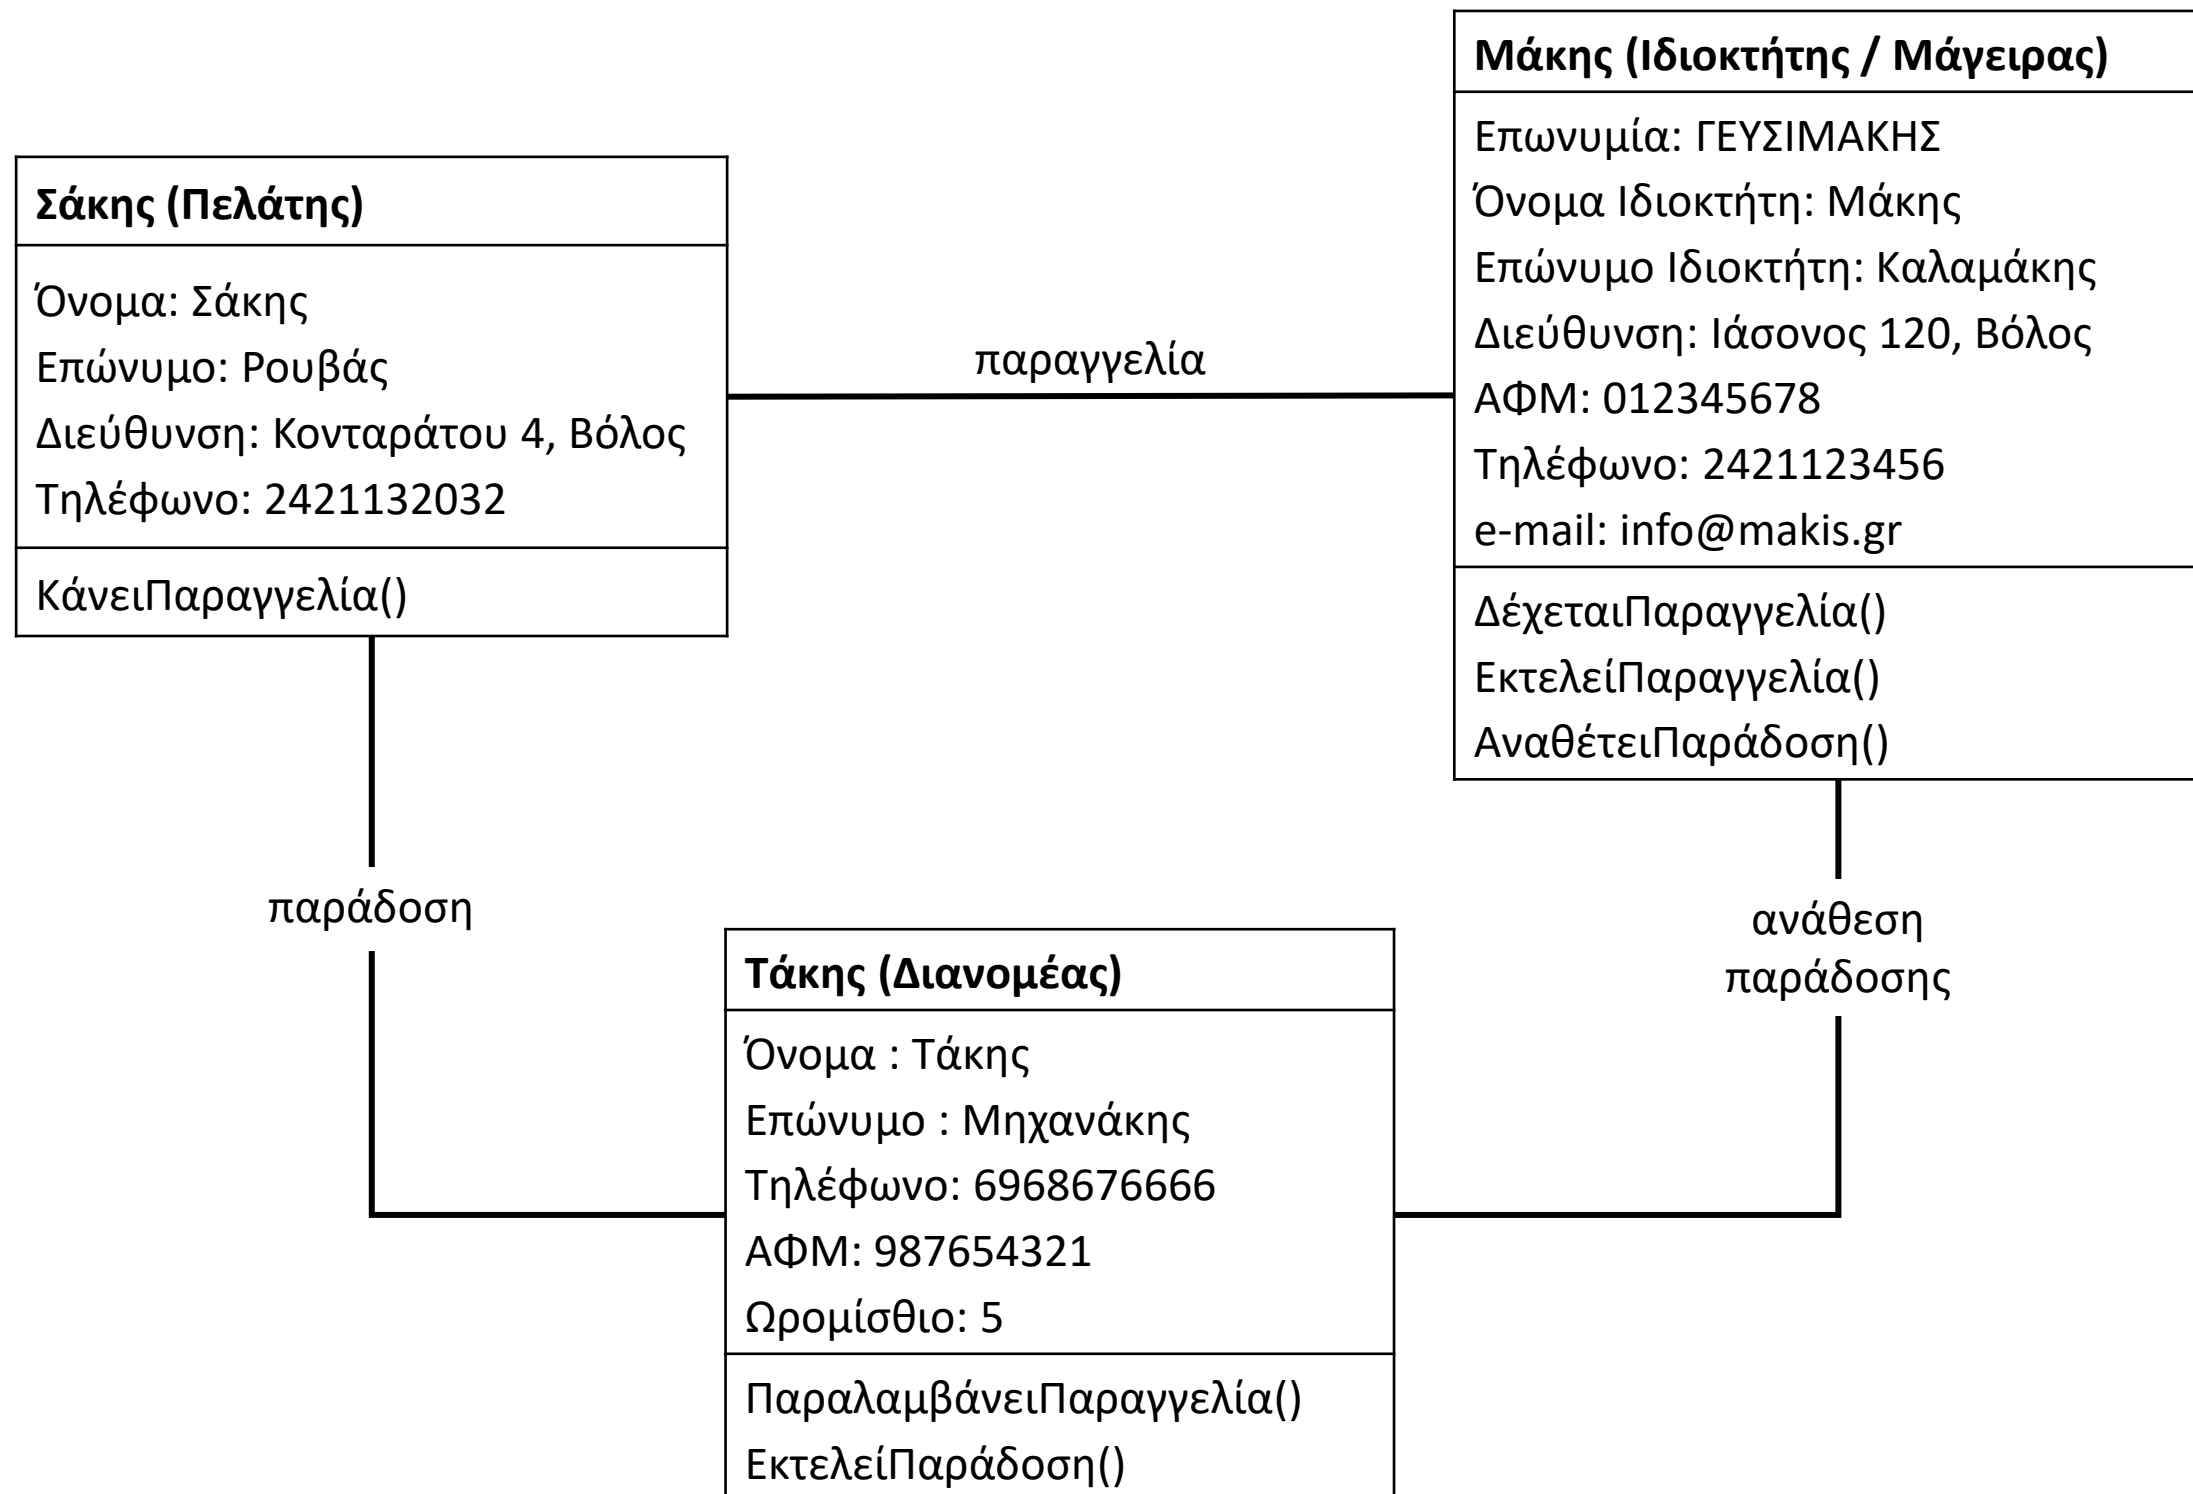 Σάκης (Πελάτης)
Όνομα: Σάκης
Επώνυμο: Ρουβάς
Διεύθυνση: Κονταράτου 4, Βόλος
Τηλέφωνο: 2421132032
ΚάνειΠαραγγελία()
παραγγελία
Μάκης (Ιδιοκτήτης / Μάγειρας)
Επωνυμία: ΓΕΥΣΙΜΑΚΗΣ
Όνομα Ιδιοκτήτη: Μάκης
Επώνυμο Ιδιοκτήτη: Καλαμάκης
Διεύθυνση: Ιάσονος 120, Βόλος
ΑΦΜ: 012345678
Τηλέφωνο: 2421123456
e-mail: info@makis.gr
ΔέχεταιΠαραγγελία()
ΕκτελείΠαραγγελία()
ΑναθέτειΠαράδοση()
παράδοση
ανάθεση
παράδοσης
Τάκης (Διανομέας)
Όνομα : Τάκης
Επώνυμο : Μηχανάκης
Τηλέφωνο: 6968676666
ΑΦΜ: 987654321
Ωρομίσθιο: 5
ΠαραλαμβάνειΠαραγγελία()
ΕκτελείΠαράδοση()